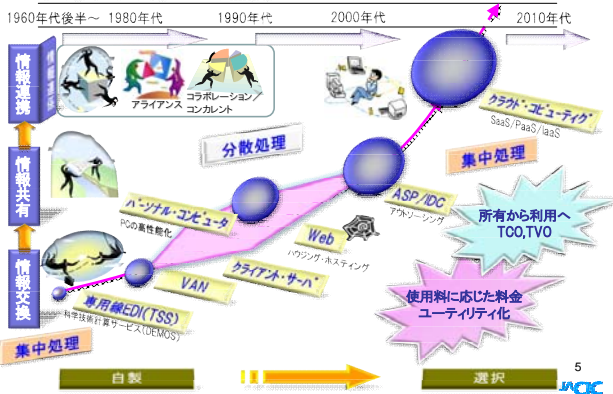 1960年代後半～ 1980年代
1990年代
2000年代
2010年代
情報連携
情報共有
情報交換
アライアンス
コラボレーション／
コンカレント
分散処理
クラウド・コンピューティング
SaaS/PaaS/IaaS
集中処理
パーソナル・コンピュータ
PCの高性能化
ASP/IDC
アウトソーシング
所有から利用へ
TCO,TVO
Web
ハウジング・ホスティング
クライアント・サーバ
VAN
専用線EDI(TSS)
科学技術計算サービス(DEMOS)
使用料に応じた料金
ユーティリティ化
集中処理
自製
選択
5